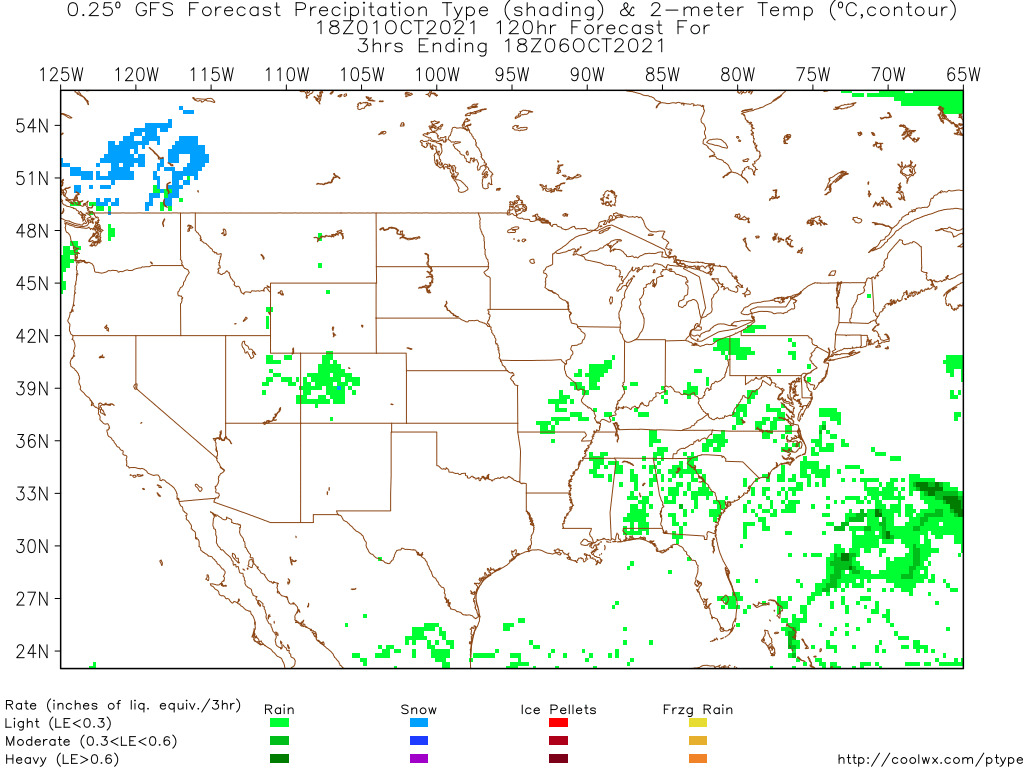 0.25º GFS Forecast Precipitation Type (shading) & 2-meter Temp (ºC,contour)
18Z01OCT2021 120hr Forecast For
3hrs Ending 18Z06OCT2021
125W 120W 115W 110W 105W 100W 95W 90W 85W 80W 75W 70W 65W
54N
51N
48N
45N
42N
39N
36N
33N
30N
27N
24N
Rate (inches of liq. equiv./3hr) Rain Snow Ice Pellets Frzg Rain
Light (LE<0.3)
Moderate (0.3<LE<0.6)
Heavy (LE>0.6)
http://coolwx.com/ptype